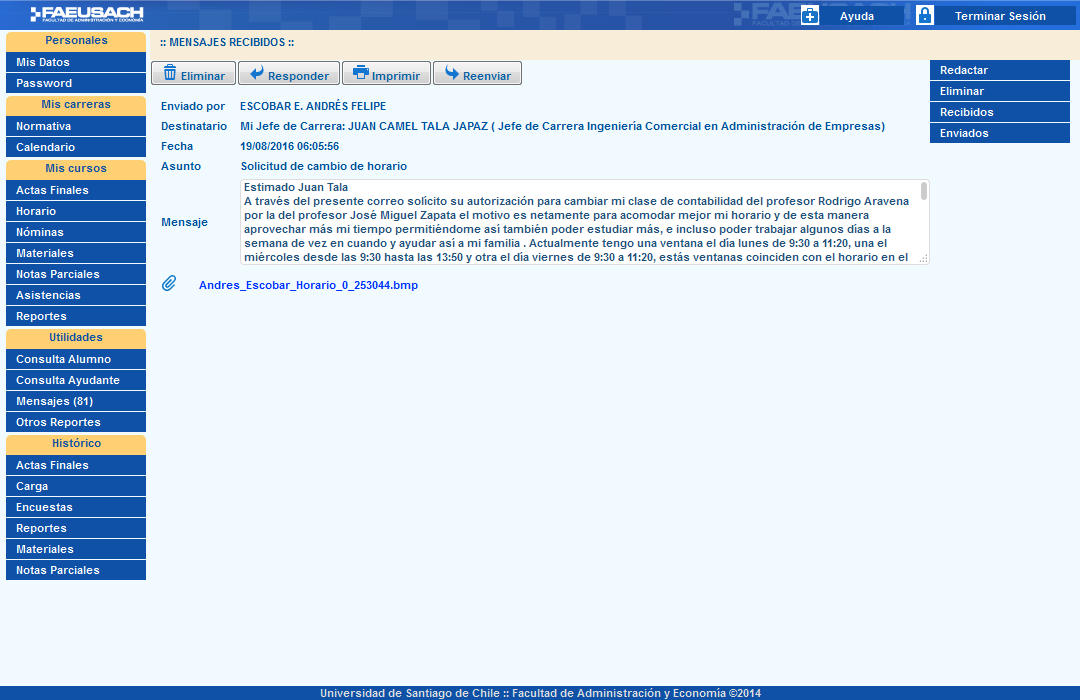 FAEUSACH
FACULTAD DE ADMINISTRACIÓN Y ECONOMÍA
Ayuda
Terminar Sesión
Personales
Mis Datos
Password
Mis carreras
Normativa
Calendario
Mis cursos
Actas Finales
Horario
Nóminas
Materiales
Notas Parciales
Asistencias
Reportes
Utilidades
Consulta Alumno
Consulta Ayudante
Mensajes (81)
Otros Reportes
Histórico
Actas Finales
Carga
Encuestas
Reportes
Materiales
Notas Parciales
:: MENSAJES RECIBIDOS ::
Eliminar Responder Imprimir Reenviar
Enviado por ESCOBAR E. ANDRÉS FELIPE
Destinatario Mi Jefe de Carrera: JUAN CAMEL TALA JAPAZ ( Jefe de Carrera Ingeniería Comercial en Administración de Empresas)
Fecha 19/08/2016 06:05:56
Asunto Solicitud de cambio de horario
Mensaje
Estimado Juan Tala
A través del presente correo solícito su autorización para cambiar mi clase de contabilidad del profesor Rodrigo Aravena
por la del profesor José Miguel Zapata el motivo es netamente para acomodar mejor mi horario y de esta manera
aprovechar más mi tiempo permitiéndome así también poder estudiar más, e incluso poder trabajar algunos días a la
semana de vez en cuando y ayudar así a mi familia . Actualmente tengo una ventana el día lunes de 9:30 a 11:20, una el
miércoles desde las 9:30 hasta las 13:50 y otra el día viernes de 9:30 a 11:20, estás ventanas coinciden con el horario en el
Andres_Escobar_Horario_0_253044.bmp
Redactar
Eliminar
Recibidos
Enviados
Universidad de Santiago de Chile :: Facultad de Administración y Economía ©2014